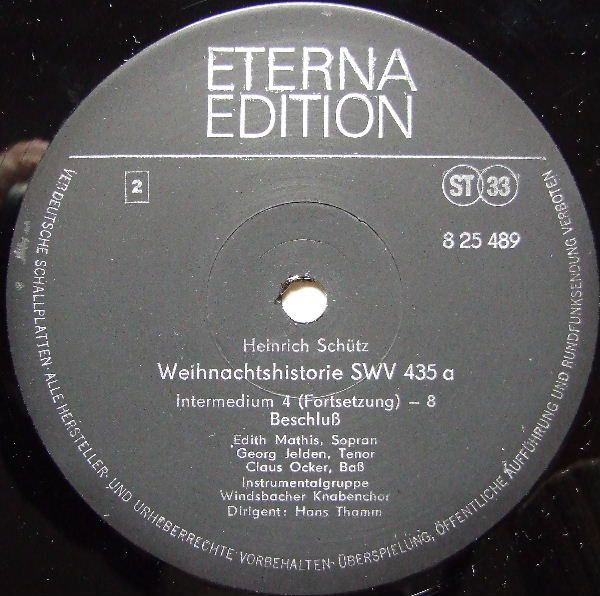 ETERNA
EDITION
2
ST 33
8 25 489
Heinrich Schütz
Weihnachtshistorie SWV 435 a
Intermedium 4 (Fortsetzung) – 8
Beschluß
Edith Mathis, Sopran
Georg Jelden, Tenor
Claus Ocker, Baß
Instrumentalgruppe
Windsbacher Knabenchor
Dirigent: Hans Thamm
VEB DEUTSCHE SCHALLPLATTEN · ALLE HERSTELLER- UND URHEBERRECHTE VORBEHALTEN · ÜBERSPIELUNG, ÖFFENTLICHE AUFFÜHRUNG UND RUNDFUNKSENDUNG VERBOTEN